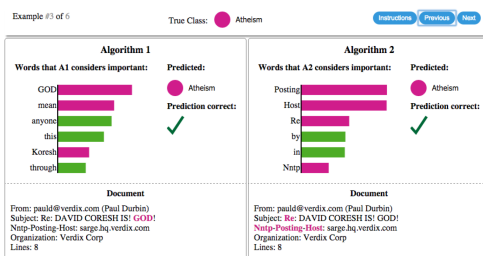 Example #3 of 6
True Class: Atheism
Instructions Previous Next
Algorithm 1
Words that A1 considers important:
Predicted:
GOD
mean
anyone
this
Koresh
through
Atheism
Prediction correct:
Document
From: pauld@verdix.com (Paul Durbin)
Subject: Re: DAVID CORESH IS! GOD!
Nntp-Posting-Host: sarge.hq.verdix.com
Organization: Verdix Corp
Lines: 8
Algorithm 2
Words that A2 considers important:
Predicted:
Posting
Host
Re
by
in
Nntp
Atheism
Prediction correct:
Document
From: pauld@verdix.com (Paul Durbin)
Subject: Re: DAVID CORESH IS! GOD!
Nntp-Posting-Host: sarge.hq.verdix.com
Organization: Verdix Corp
Lines: 8